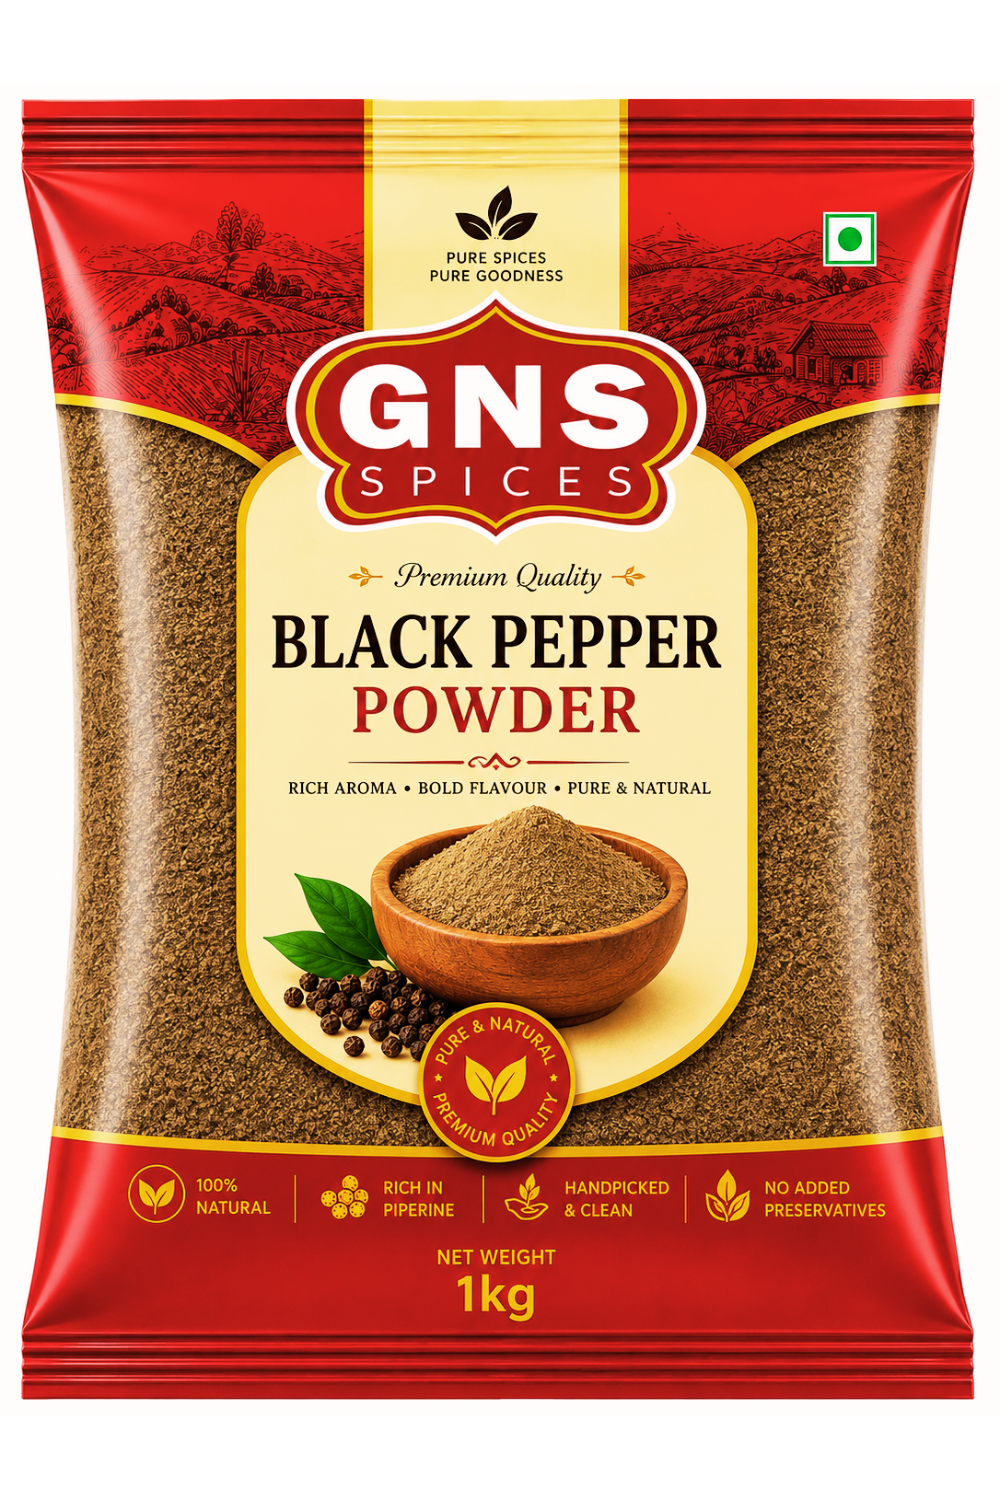 PURE SPICES
PURE GOODNESS
GNS
SPICES
Premium Quality
BLACK PEPPER
POWDER
RICH AROMA • BOLD FLAVOUR • PURE & NATURAL
PURE & NATURAL
PREMIUM QUALITY
100%
NATURAL
RICH IN
PIPERINE
HANDPICKED
& CLEAN
NO ADDED
PRESERVATIVES
NET WEIGHT
1kg